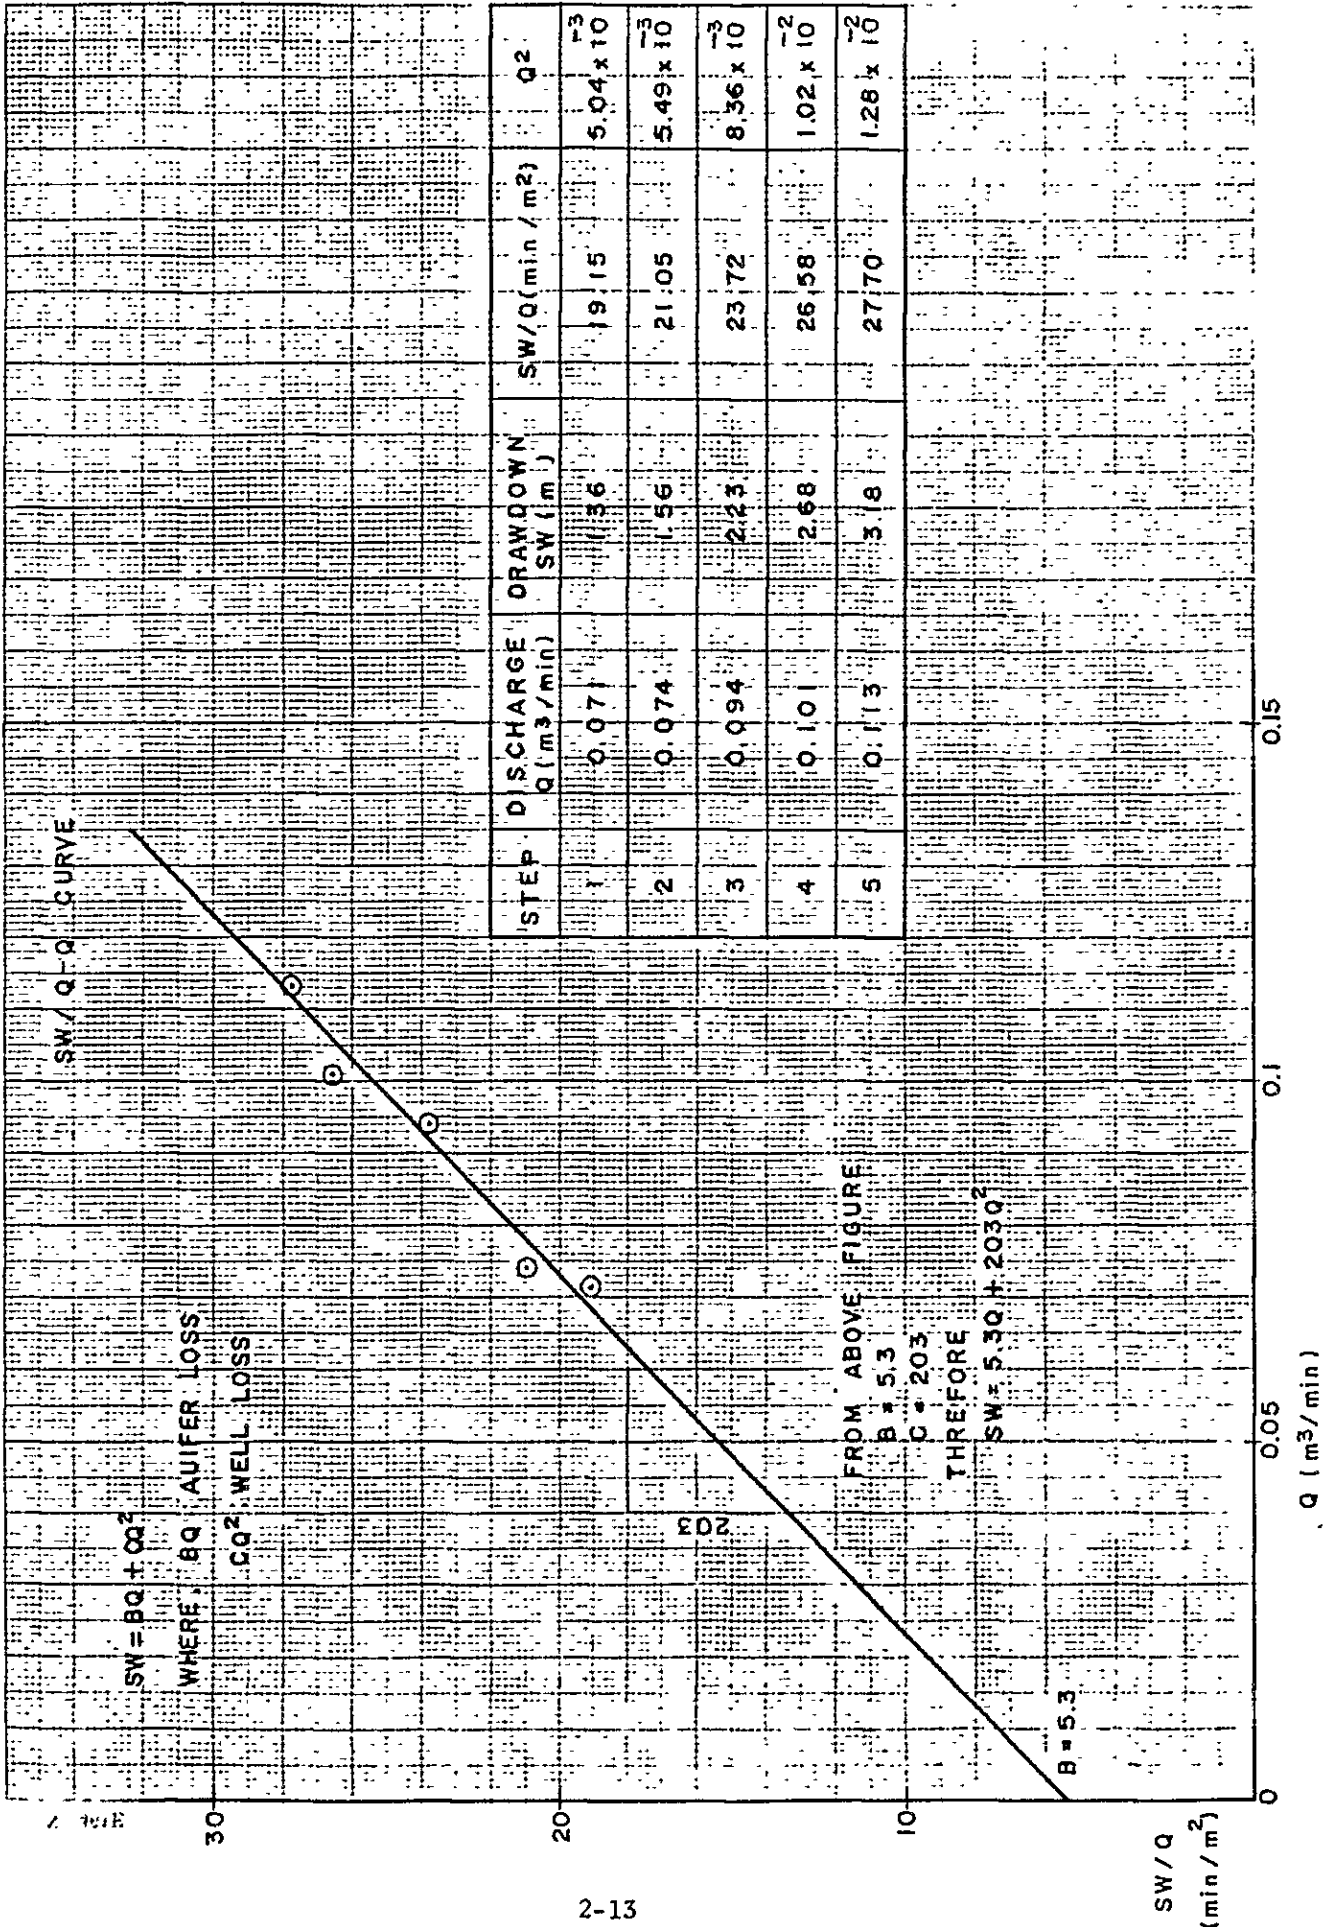 SW/Q-Q CURVE
SW = BQ + CQ²
WHERE, BQ; AUIFER LOSS
CQ²; WELL LOSS
STEP DISCHARGE Q (m³/min) DRAWDOWN SW (m) SW/Q (min/m²) Q2
1 0.071 1.36 19.15 5.04 x 10⁻³
2 0.074 1.56 21.05 5.49 x 10⁻³
3 0.094 2.23 23.72 8.36 x 10⁻³
4 0.101 2.68 26.58 1.02 x 10⁻²
5 0.113 3.18 27.70 1.28 x 10⁻²
203
FROM ABOVE FIGURE
B = 5.3
C = 203
THREFORE
SW = 5.3Q + 203Q²
B = 5.3
30
20
10
SW/Q
(min/m²)
0
0.05
0.1
0.15
Q (m³/min)
2-13